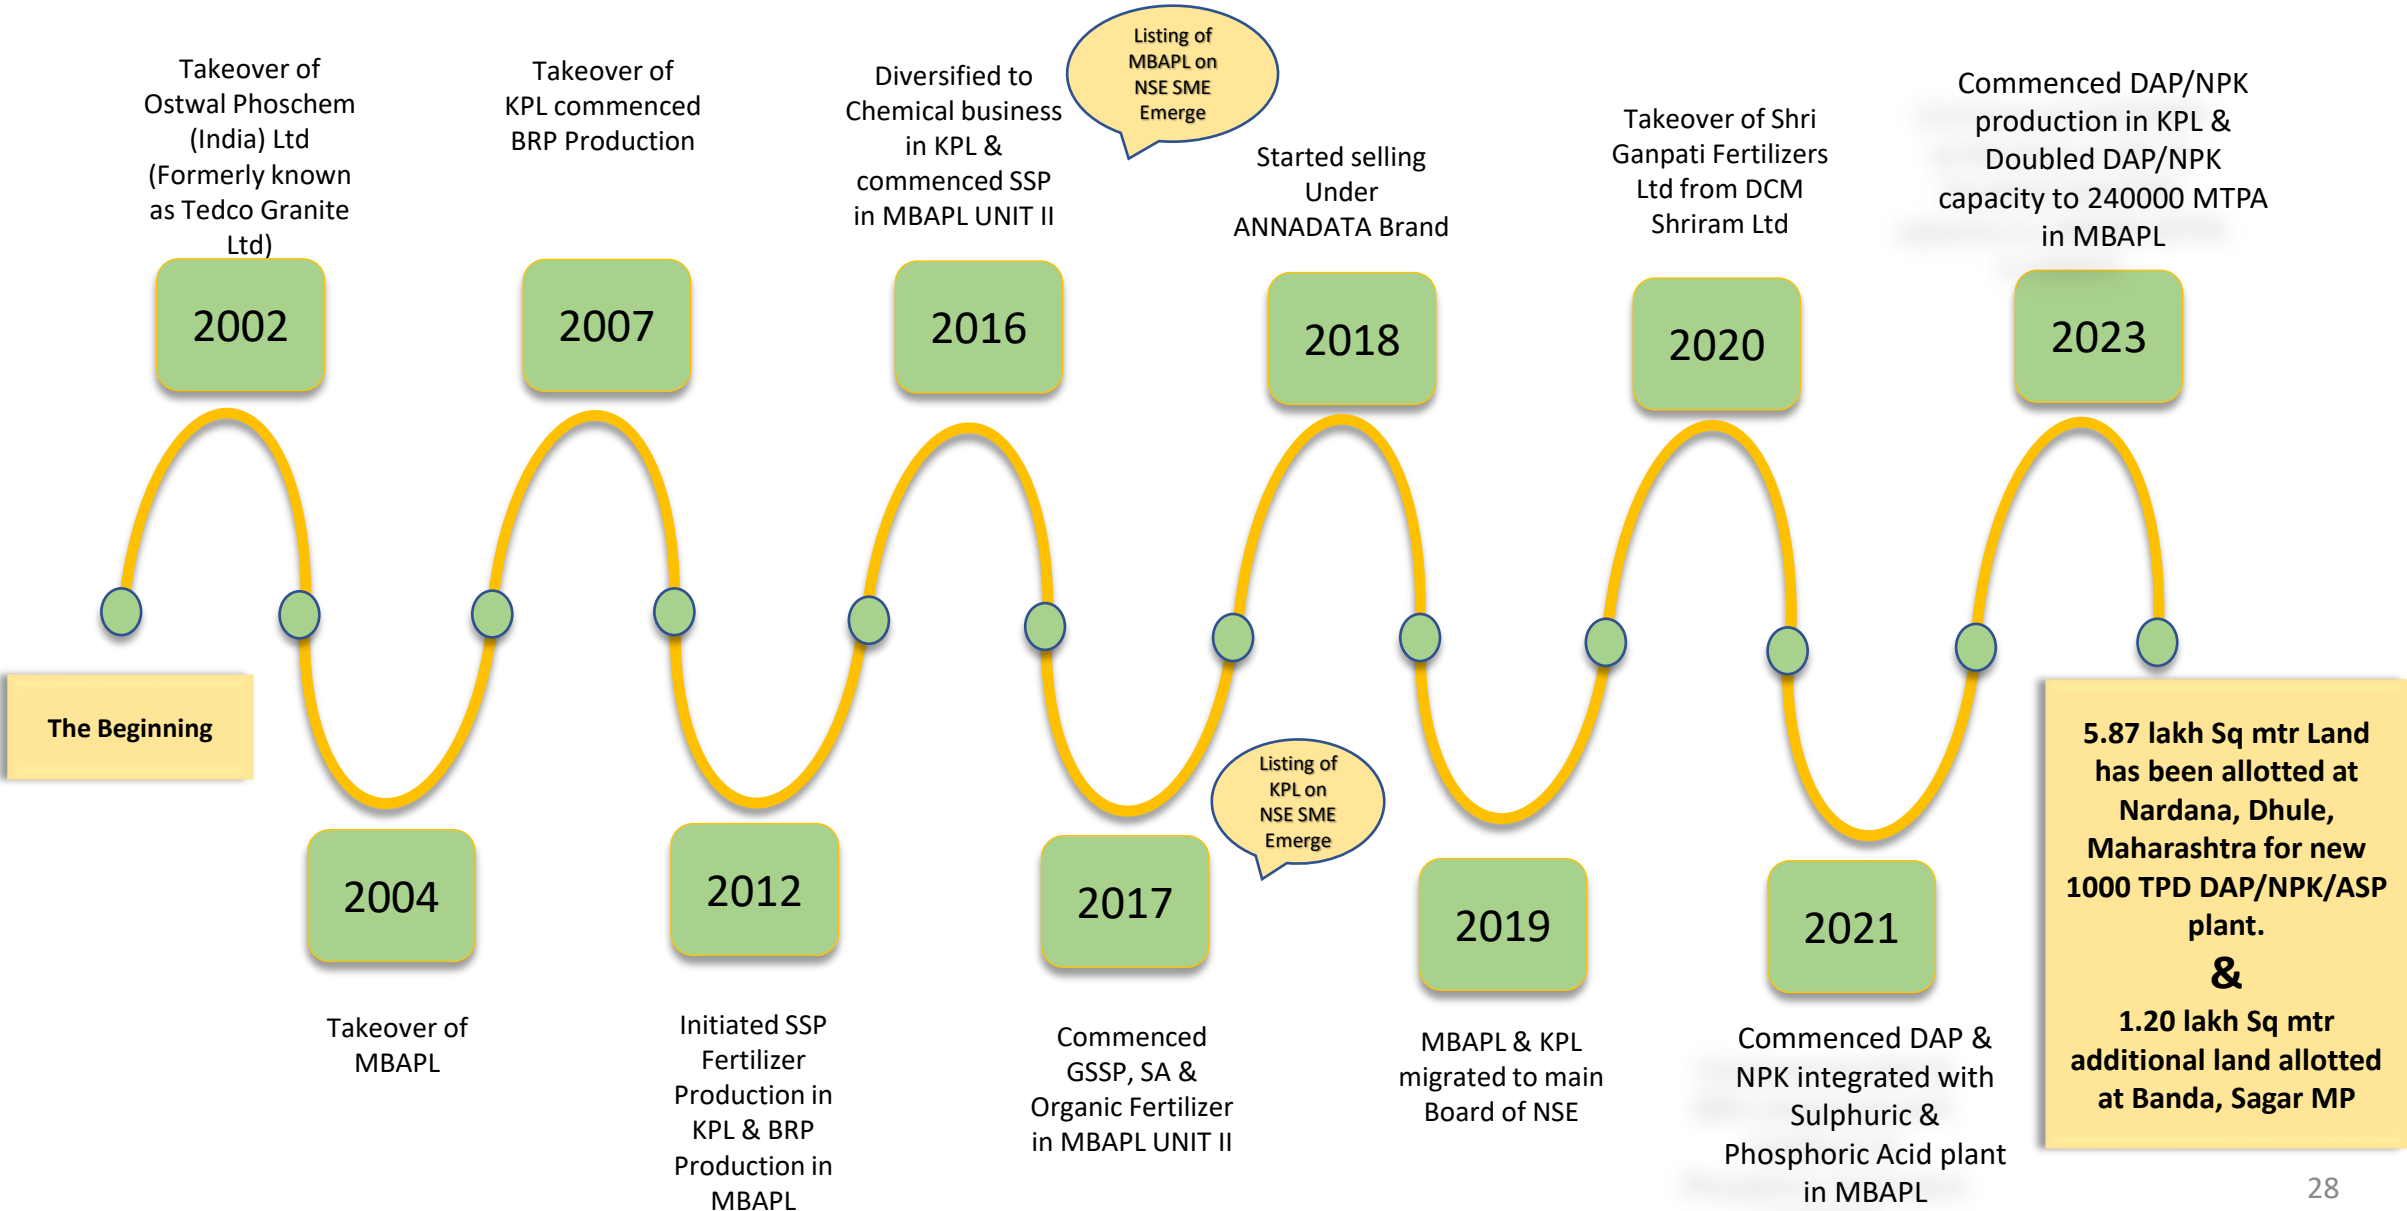 Takeover of
Ostwal Phoschem
(India) Ltd
(Formerly known
as Tedco Granite
Ltd)
2002
Takeover of
KPL commenced
BRP Production
2007
Diversified to
Chemical business
in KPL &
commenced SSP
in MBAPL UNIT II
2016
Listing of
MBAPL on
NSE SME
Emerge
Started selling
Under
ANNADATA Brand
2018
Takeover of Shri
Ganpati Fertilizers
Ltd from DCM
Shriram Ltd
2020
Commenced DAP/NPK
production in KPL &
Doubled DAP/NPK
capacity to 240000 MTPA
in MBAPL
2023
The Beginning
2004
Takeover of
MBAPL
2012
Initiated SSP
Fertilizer
Production in
KPL & BRP
Production in
MBAPL
2017
Commenced
GSSP, SA &
Organic Fertilizer
in MBAPL UNIT II
Listing of
KPL on
NSE SME
Emerge
2019
MBAPL & KPL
migrated to main
Board of NSE
2021
Commenced DAP &
NPK integrated with
Sulphuric &
Phosphoric Acid plant
in MBAPL
5.87 lakh Sq mtr Land
has been allotted at
Nardana, Dhule,
Maharashtra for new
1000 TPD DAP/NPK/ASP
plant.
&
1.20 lakh Sq mtr
additional land allotted
at Banda, Sagar MP
28